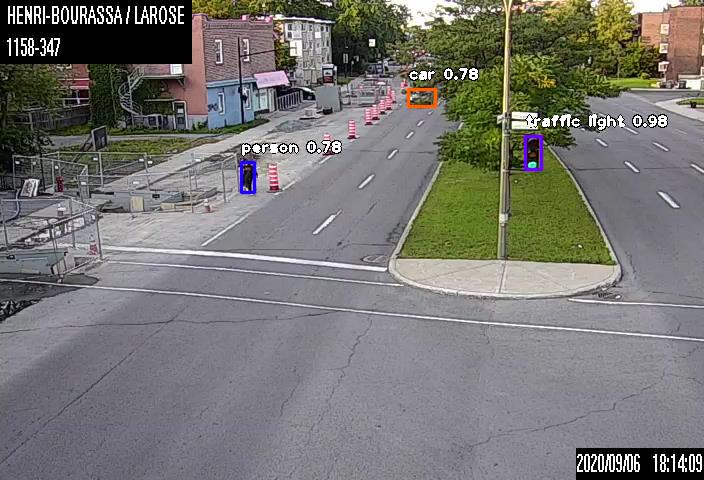 HENRI-BOURASSA / LAROSE
1158-347
car 0.78
traffic light 0.98
person 0.78
2020/09/06 18:14:09